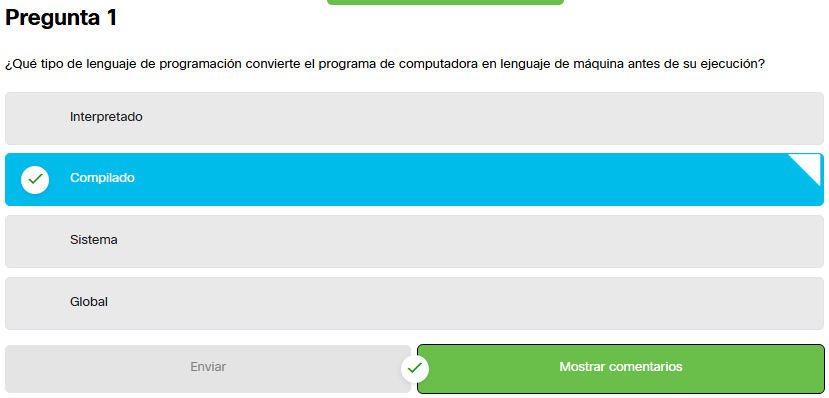 Pregunta 1
¿Qué tipo de lenguaje de programación convierte el programa de computadora en lenguaje de máquina antes de su ejecución?
Interpretado
Compilado
Sistema
Global
Enviar
Mostrar comentarios